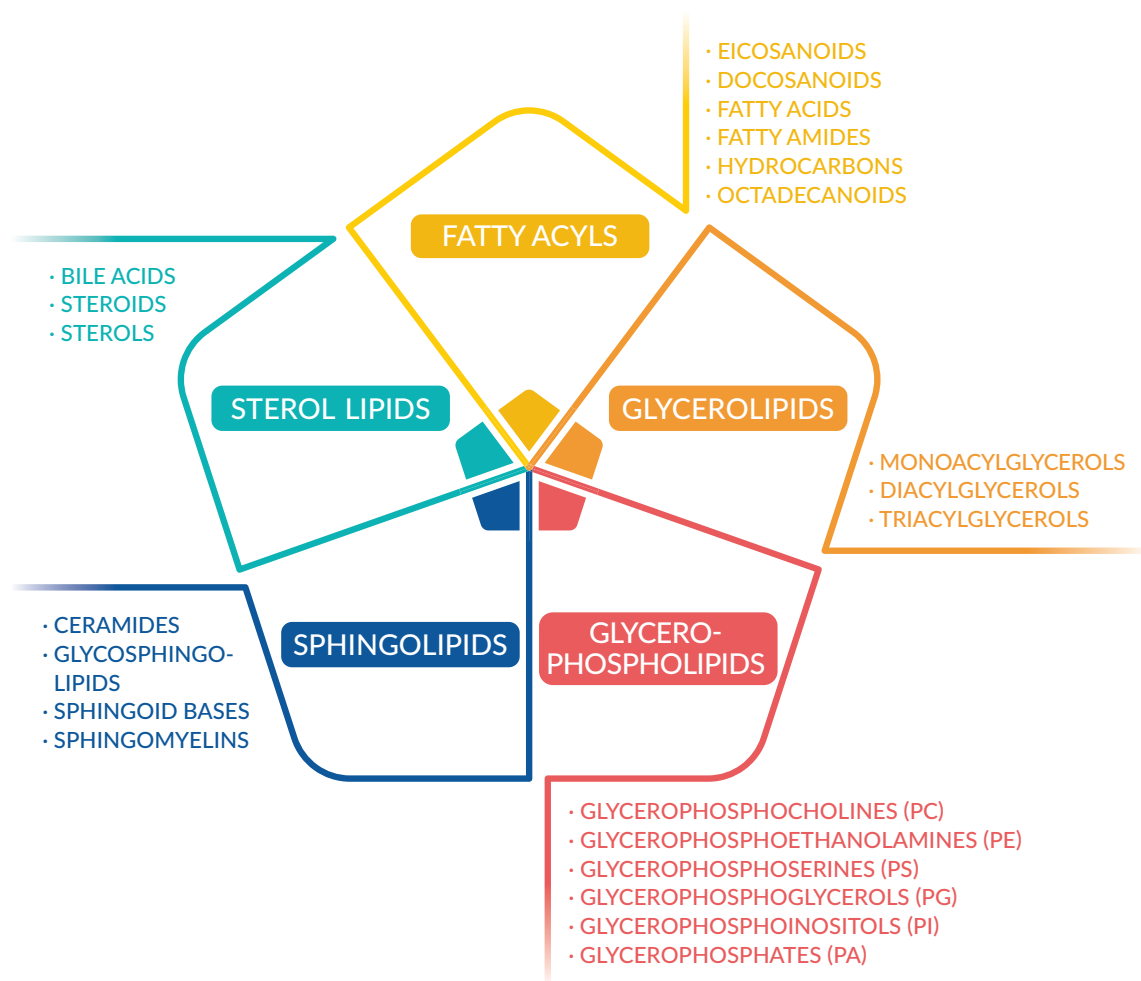 · EICOSANOIDS
· DOCOSANOIDS
· FATTY ACIDS
· FATTY AMIDES
· HYDROCARBONS
· OCTADECANOIDS
FATTY ACYLS
· BILE ACIDS
· STEROIDS
· STEROLS
STEROL LIPIDS
GLYCEROLIPIDS
· MONOACYLGLYCEROLS
· DIACYLGLYCEROLS
· TRIACYLGLYCEROLS
· CERAMIDES
· GLYCOSPHINGO-
LIPIDS
· SPHINGOID BASES
· SPHINGOMYELINS
SPHINGOLIPIDS
GLYCERO-
PHOSPHOLIPIDS
· GLYCEROPHOSPHOCHOLINES (PC)
· GLYCEROPHOSPHOETHANOLAMINES (PE)
· GLYCEROPHOSPHOSERINES (PS)
· GLYCEROPHOSPHOGLYCEROLS (PG)
· GLYCEROPHOSPHOINOSITOLS (PI)
· GLYCEROPHOSPHATES (PA)